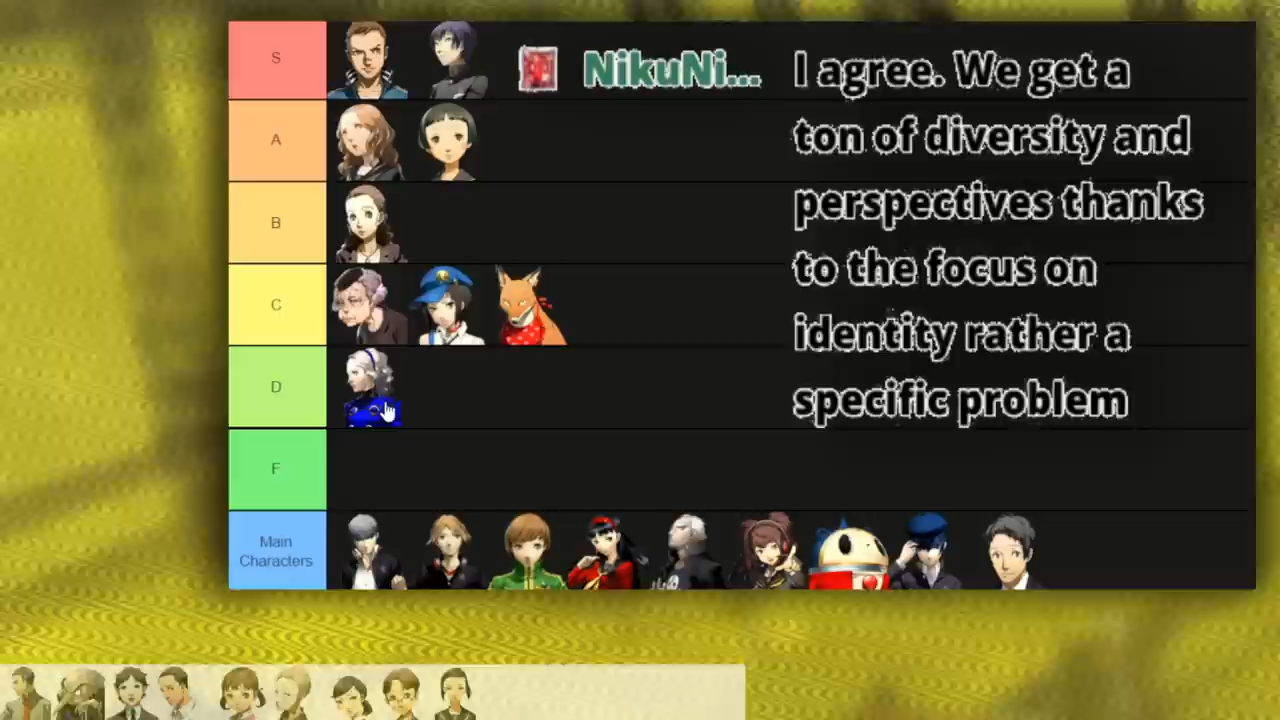 S
NikuNi...
I agree. We get a
ton of diversity and
perspectives thanks
to the focus on
identity rather a
specific problem
A
B
C
D
F
Main
Characters